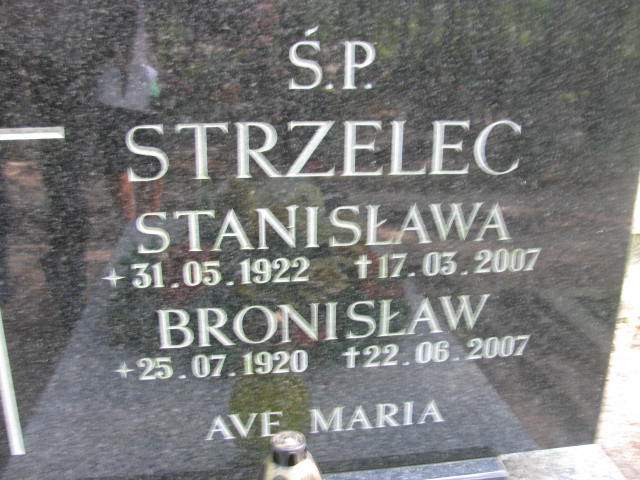 Ś.P.
STRZELEC
STANISŁAWA
+31.05.1922 †17.03.2007
BRONISŁAW
+25.07.1920 †22.06.2007
AVE MARIA